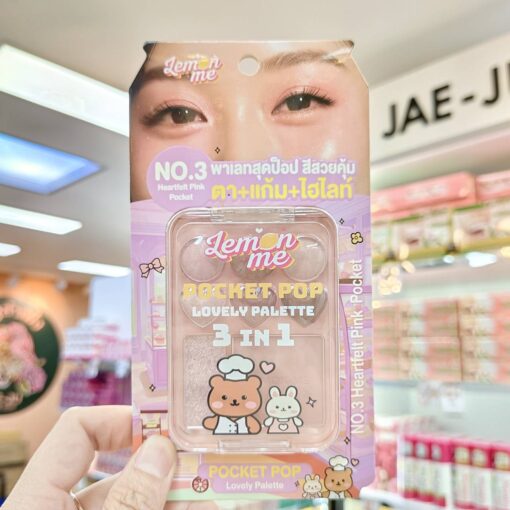 Lemon
me
JAE-J
NO.3
Heartfelt Pink
Pocket
พาเลทสุดป๊อป สีสวยคุ้ม
ตา+แก้ม+ไฮไลท์
Lemon
me
POCKET POP
LOVELY PALETTE
3 IN 1
NO.3 Heartfelt Pink Pocket
POCKET POP
Lovely Palette